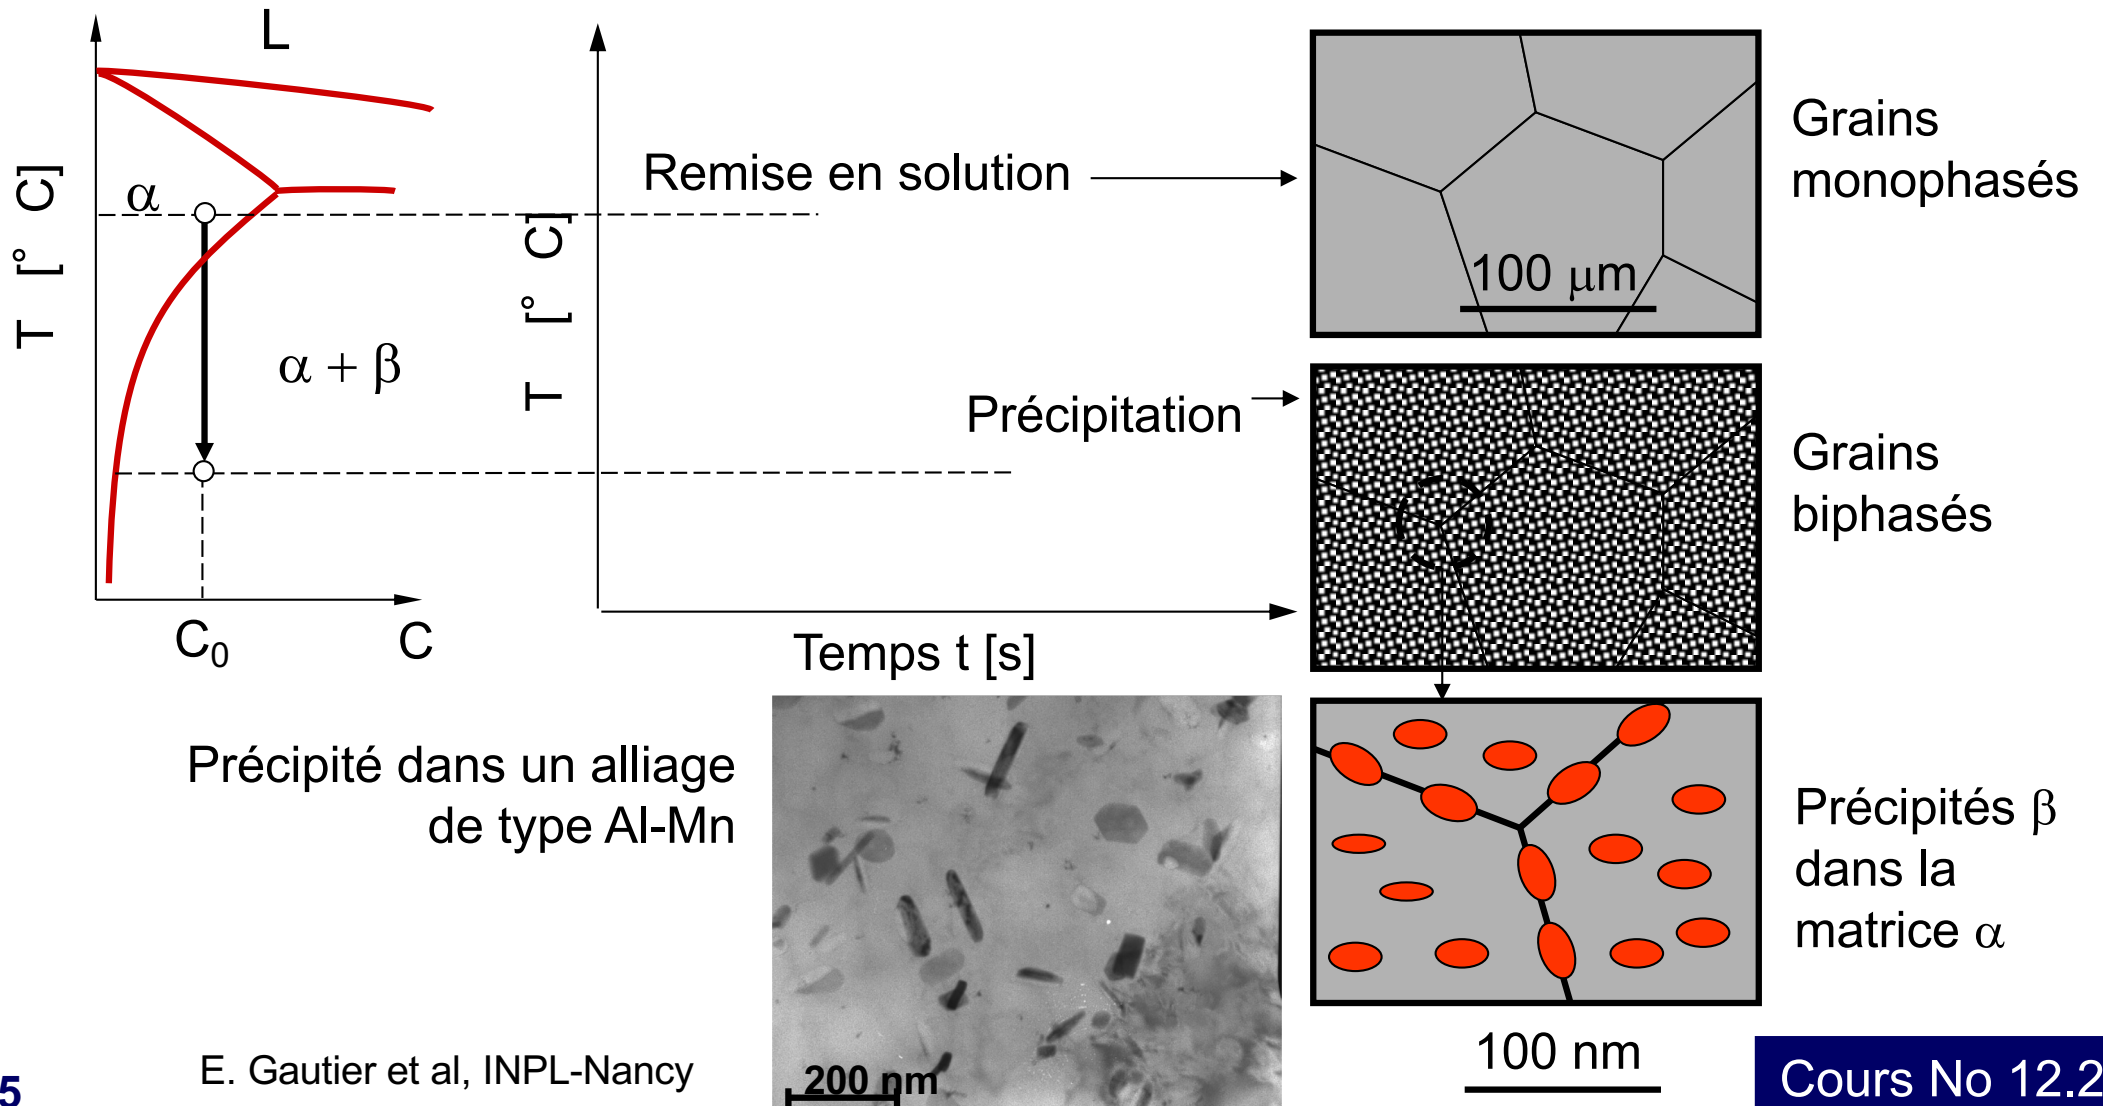 L
T [° C]
α
α + β
C₀
C
T [° C]
Remise en solution
Précipitation
Temps t [s]
100 μm
Grains
monophasés
Grains
biphasés
Précipité dans un alliage
de type Al-Mn
Précipités β
dans la
matrice α
200 nm
100 nm
E. Gautier et al, INPL-Nancy
5
Cours No 12.2